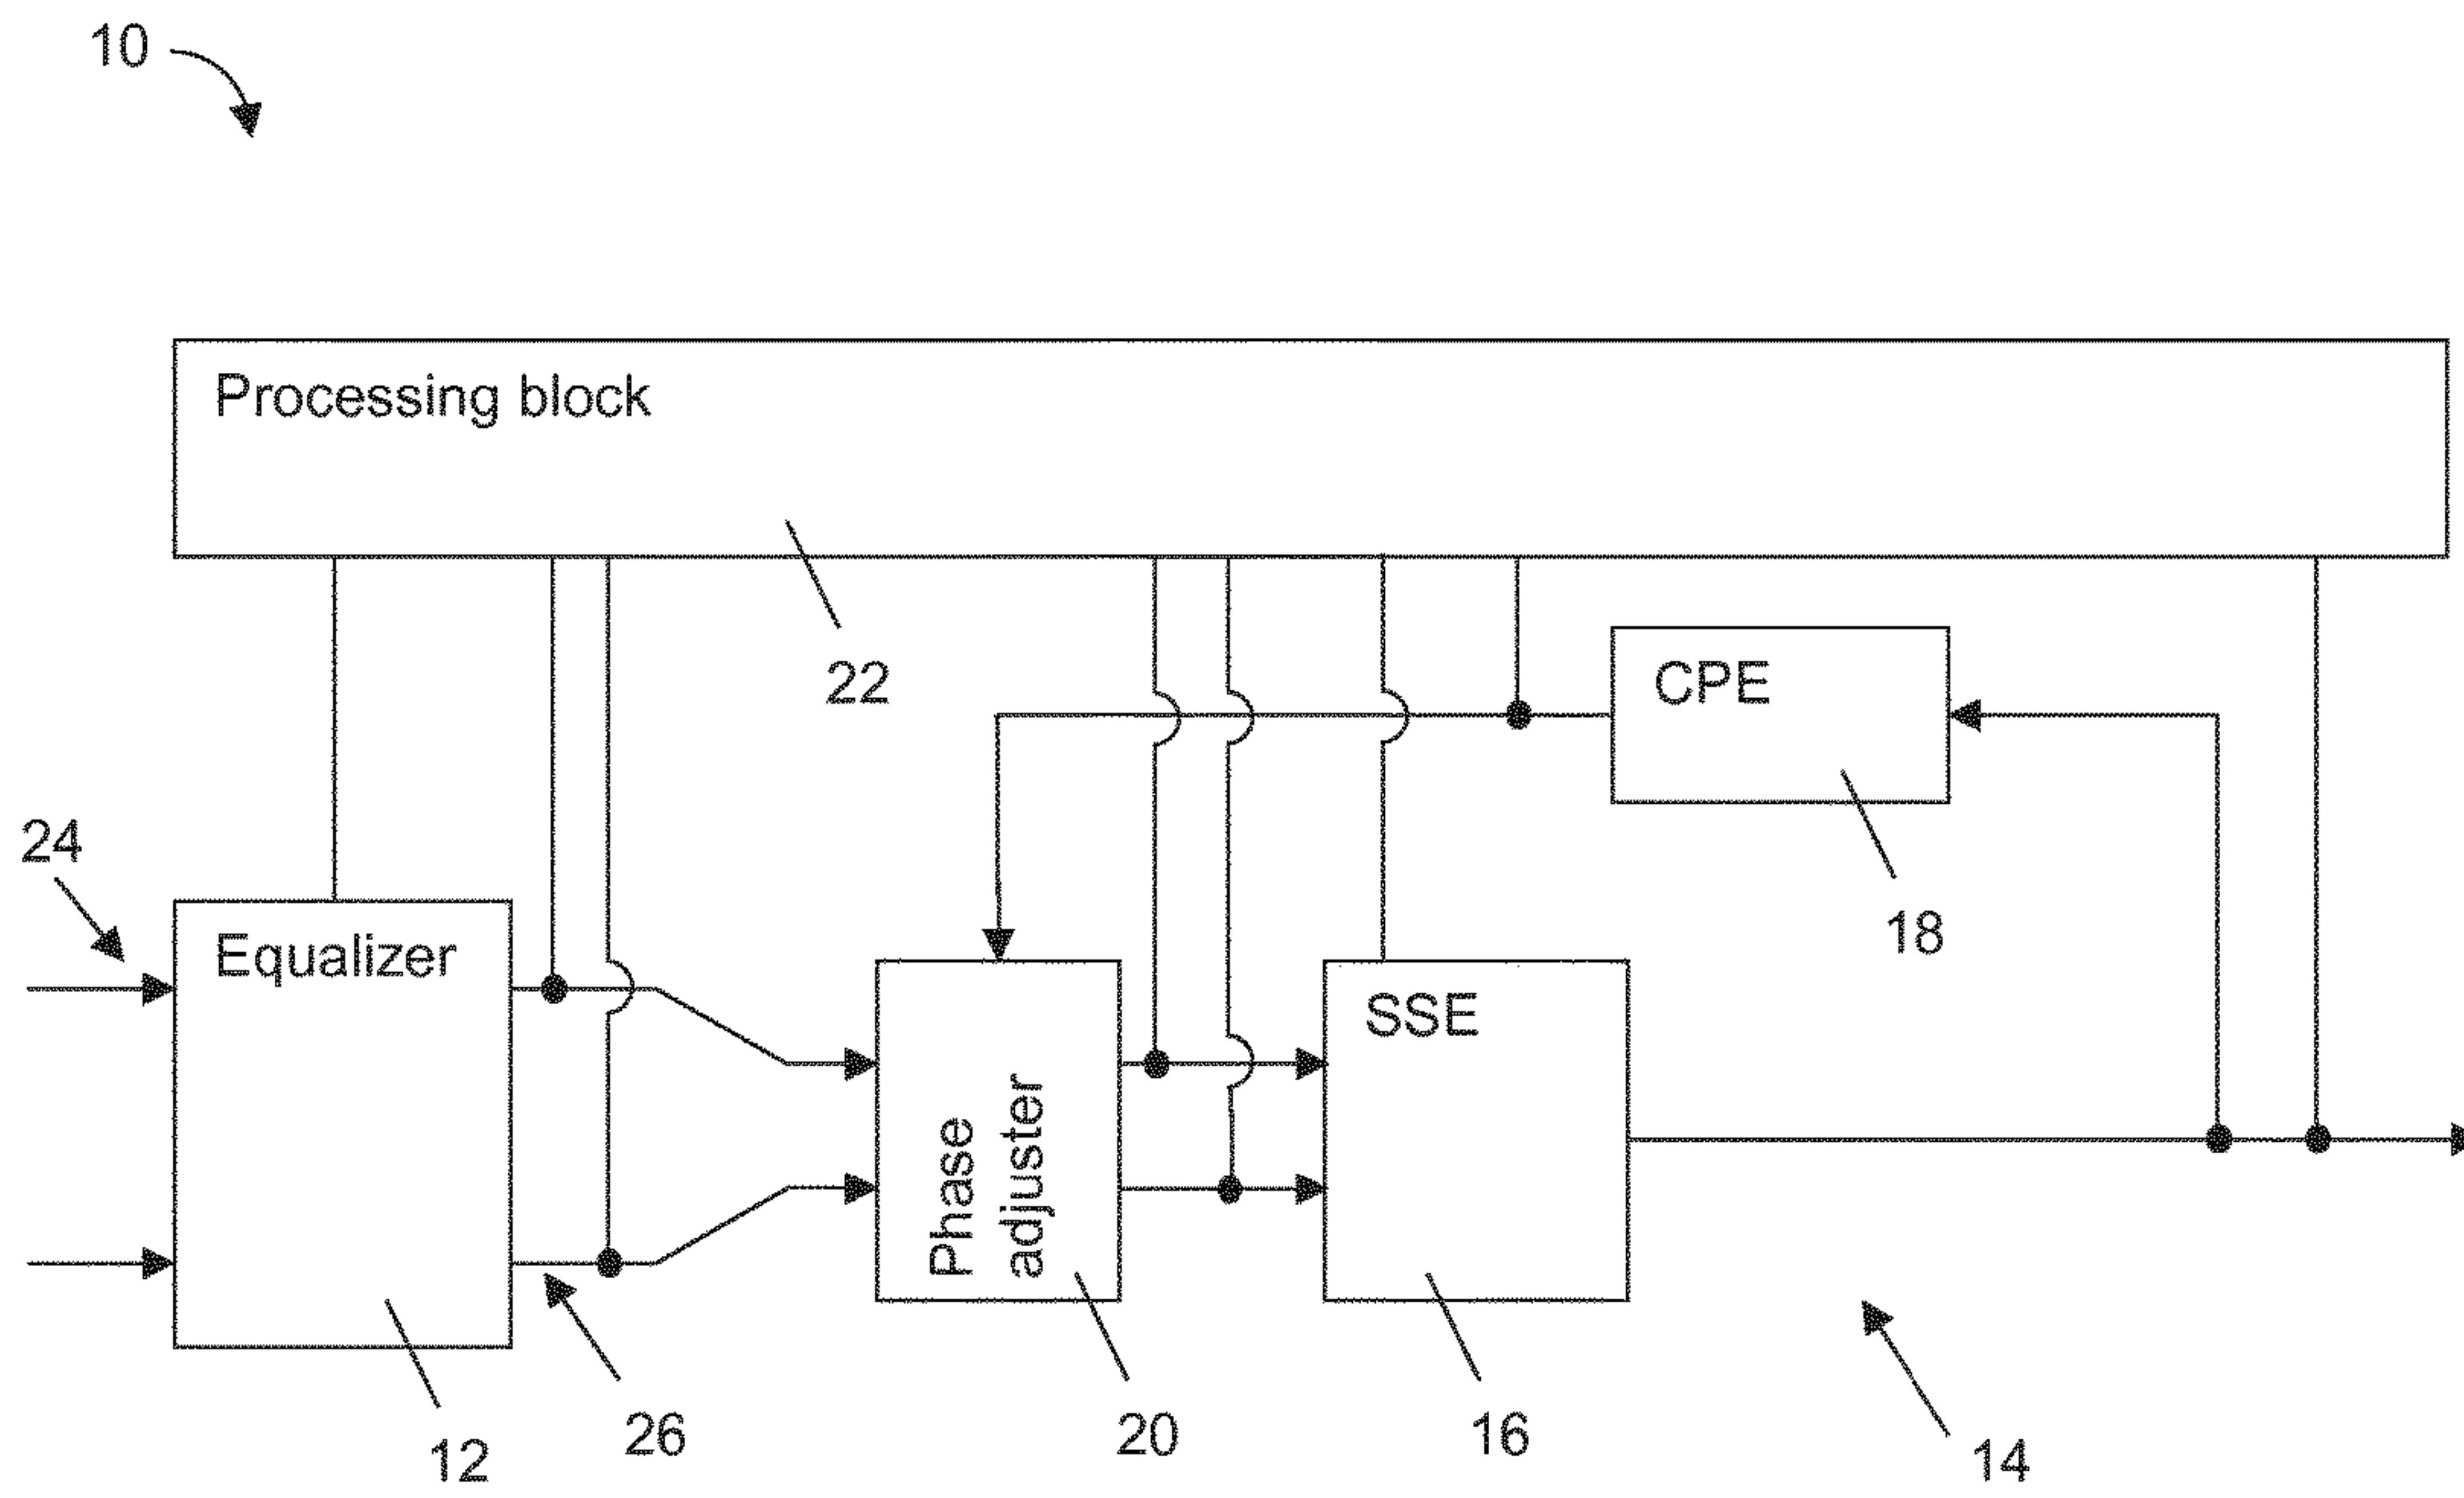 10
Processing block
22
CPE
18
24
Equalizer
Phase
adjuster
SSE
12
26
20
16
14